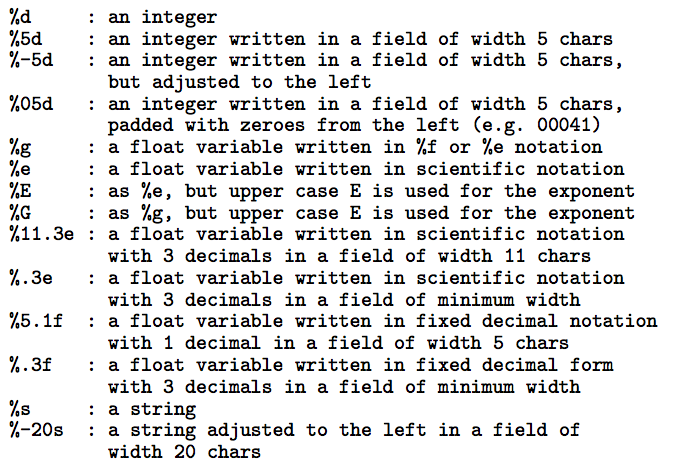 %d     : an integer
%5d    : an integer written in a field of width 5 chars
%-5d   : an integer written in a field of width 5 chars,
         but adjusted to the left
%05d   : an integer written in a field of width 5 chars,
         padded with zeroes from the left (e.g. 00041)
%g     : a float variable written in %f or %e notation
%e     : a float variable written in scientific notation
%E     : as %e, but upper case E is used for the exponent
%G     : as %g, but upper case E is used for the exponent
%11.3e : a float variable written in scientific notation
         with 3 decimals in a field of width 11 chars
%.3e   : a float variable written in scientific notation
         with 3 decimals in a field of minimum width
%5.1f  : a float variable written in fixed decimal notation
         with 1 decimal in a field of width 5 chars
%.3f   : a float variable written in fixed decimal form
         with 3 decimals in a field of minimum width
%s     : a string
%-20s  : a string adjusted to the left in a field of
         width 20 chars